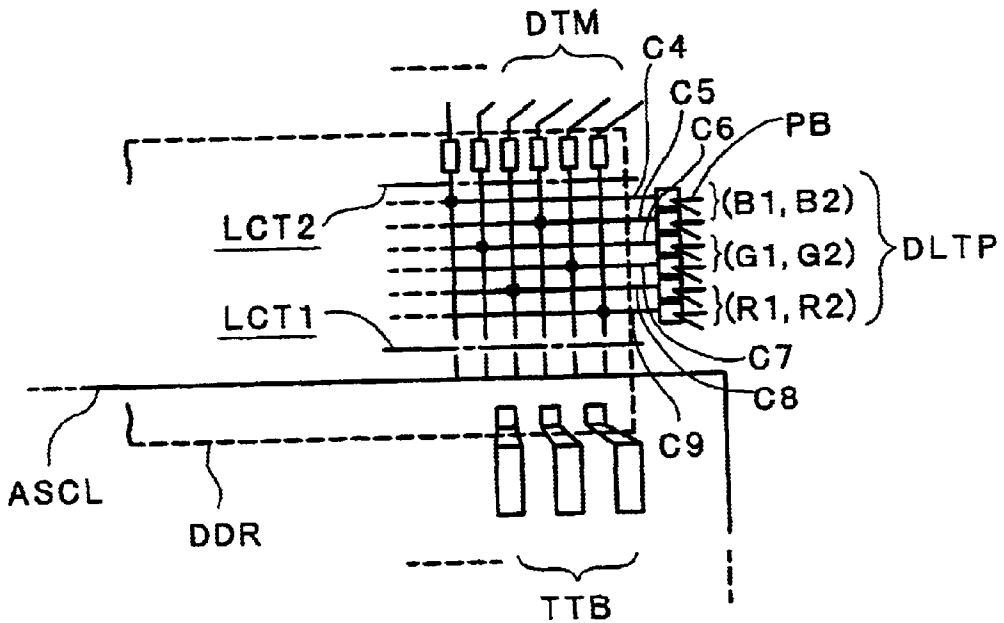 DTM
C4
C5
C6
PB
(B1, B2)
LCT2
(G1, G2)
DLTP
(R1, R2)
LCT1
C7
C8
C9
ASCL
DDR
TTB